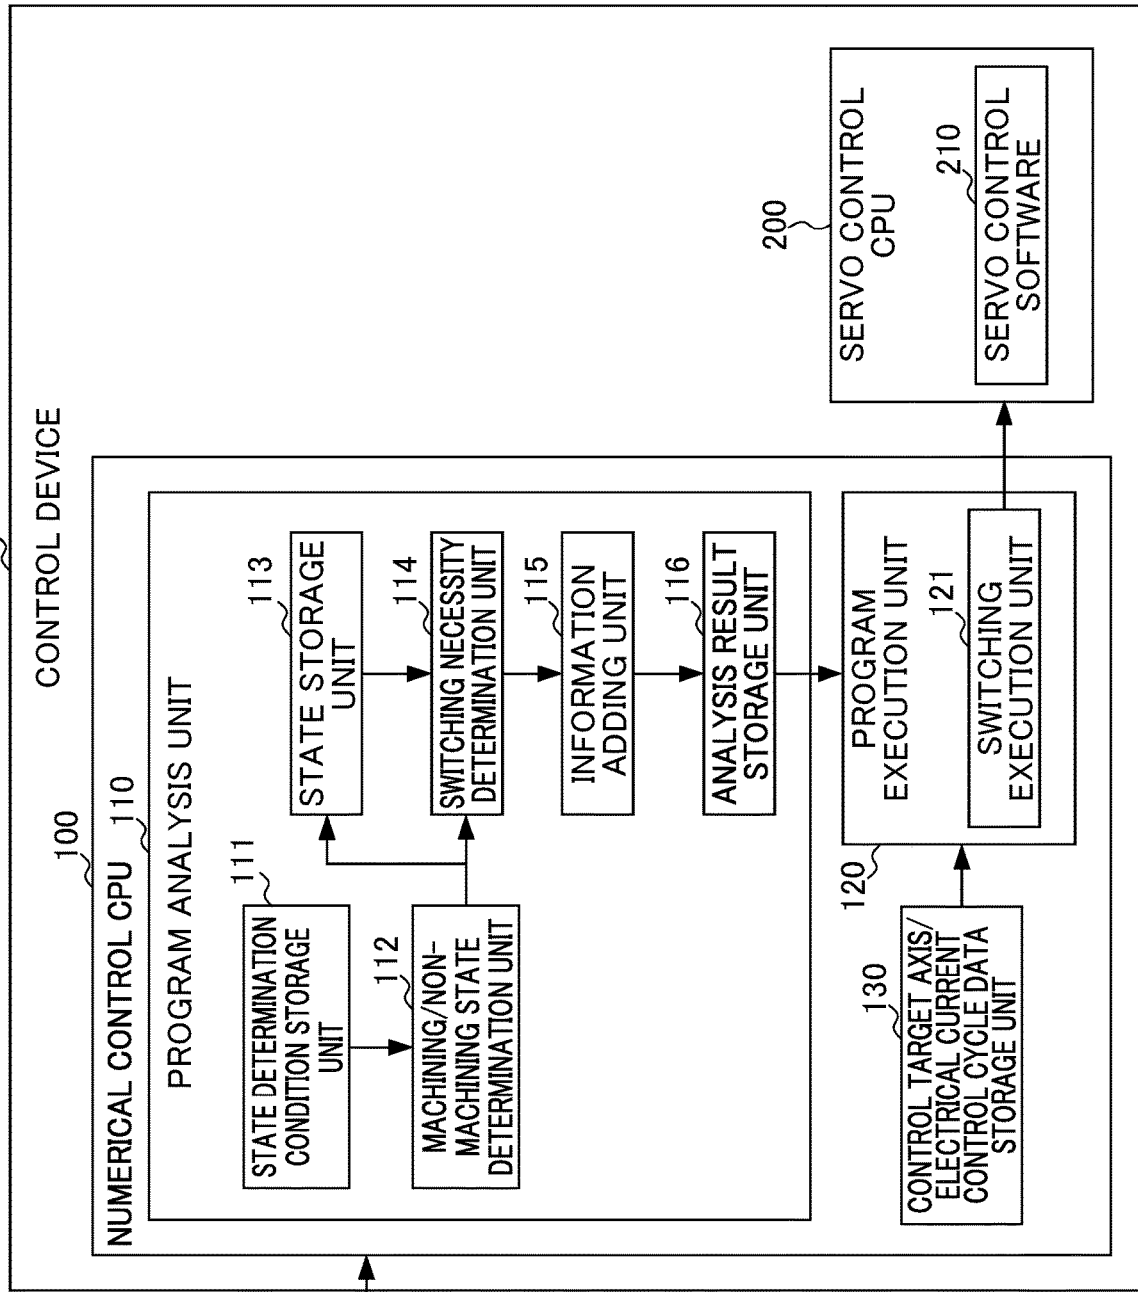 CONTROL DEVICE
100
NUMERICAL CONTROL CPU
110
PROGRAM ANALYSIS UNIT
111
STATE DETERMINATION
CONDITION STORAGE
UNIT
112
MACHINING/NON-
MACHINING STATE
DETERMINATION UNIT
113
STATE STORAGE
UNIT
114
SWITCHING NECESSITY
DETERMINATION UNIT
115
INFORMATION
ADDING UNIT
116
ANALYSIS RESULT
STORAGE UNIT
120
PROGRAM
EXECUTION UNIT
121
SWITCHING
EXECUTION UNIT
130
CONTROL TARGET AXIS/
ELECTRICAL CURRENT
CONTROL CYCLE DATA
STORAGE UNIT
200
SERVO CONTROL
CPU
210
SERVO CONTROL
SOFTWARE